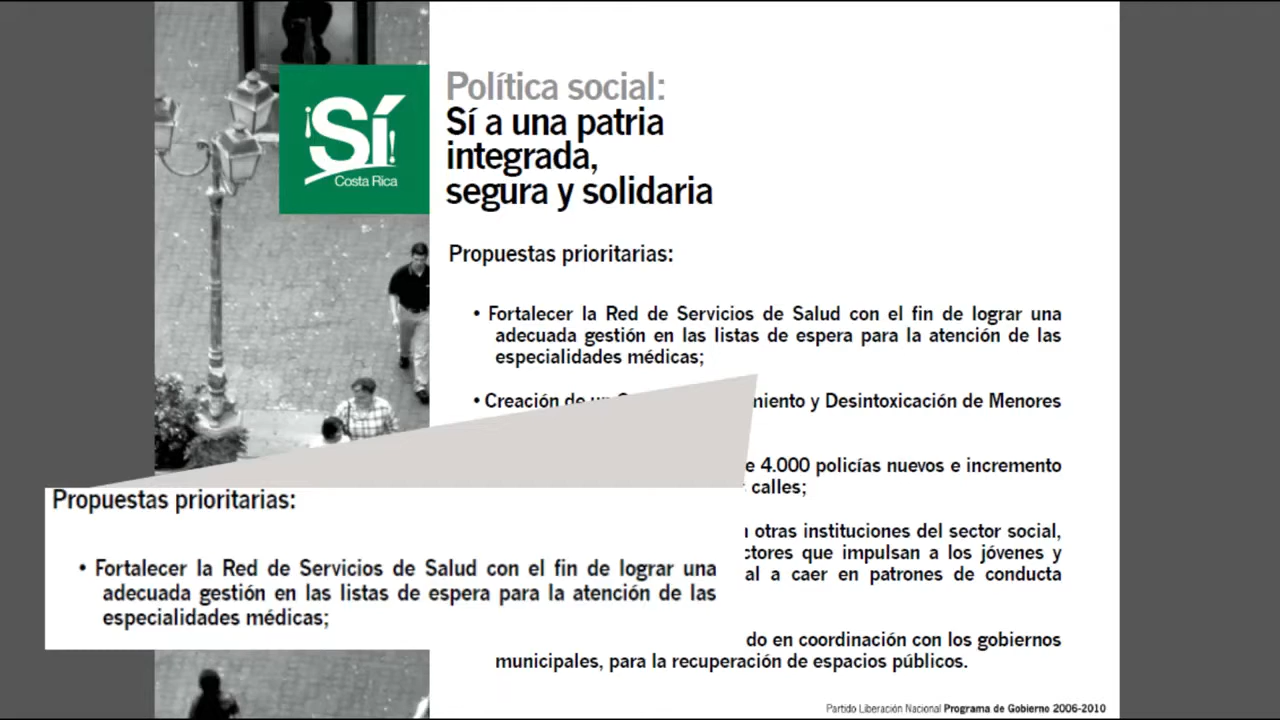 ¡Sí!
Costa Rica
Política social:
Sí a una patria
integrada,
segura y solidaria
Propuestas prioritarias:
• Fortalecer la Red de Servicios de Salud con el fin de lograr una
adecuada gestión en las listas de espera para la atención de las
especialidades médicas;
• Creación de un miento y Desintoxicación de Menores
e 4.000 policías nuevos e incremento
calles;
otras instituciones del sector social,
ctores que impulsan a los jóvenes y
al a caer en patrones de conducta
do en coordinación con los gobiernos
municipales, para la recuperación de espacios públicos.
Propuestas prioritarias:
• Fortalecer la Red de Servicios de Salud con el fin de lograr una
adecuada gestión en las listas de espera para la atención de las
especialidades médicas;
Partido Liberación Nacional Programa de Gobierno 2006-2010